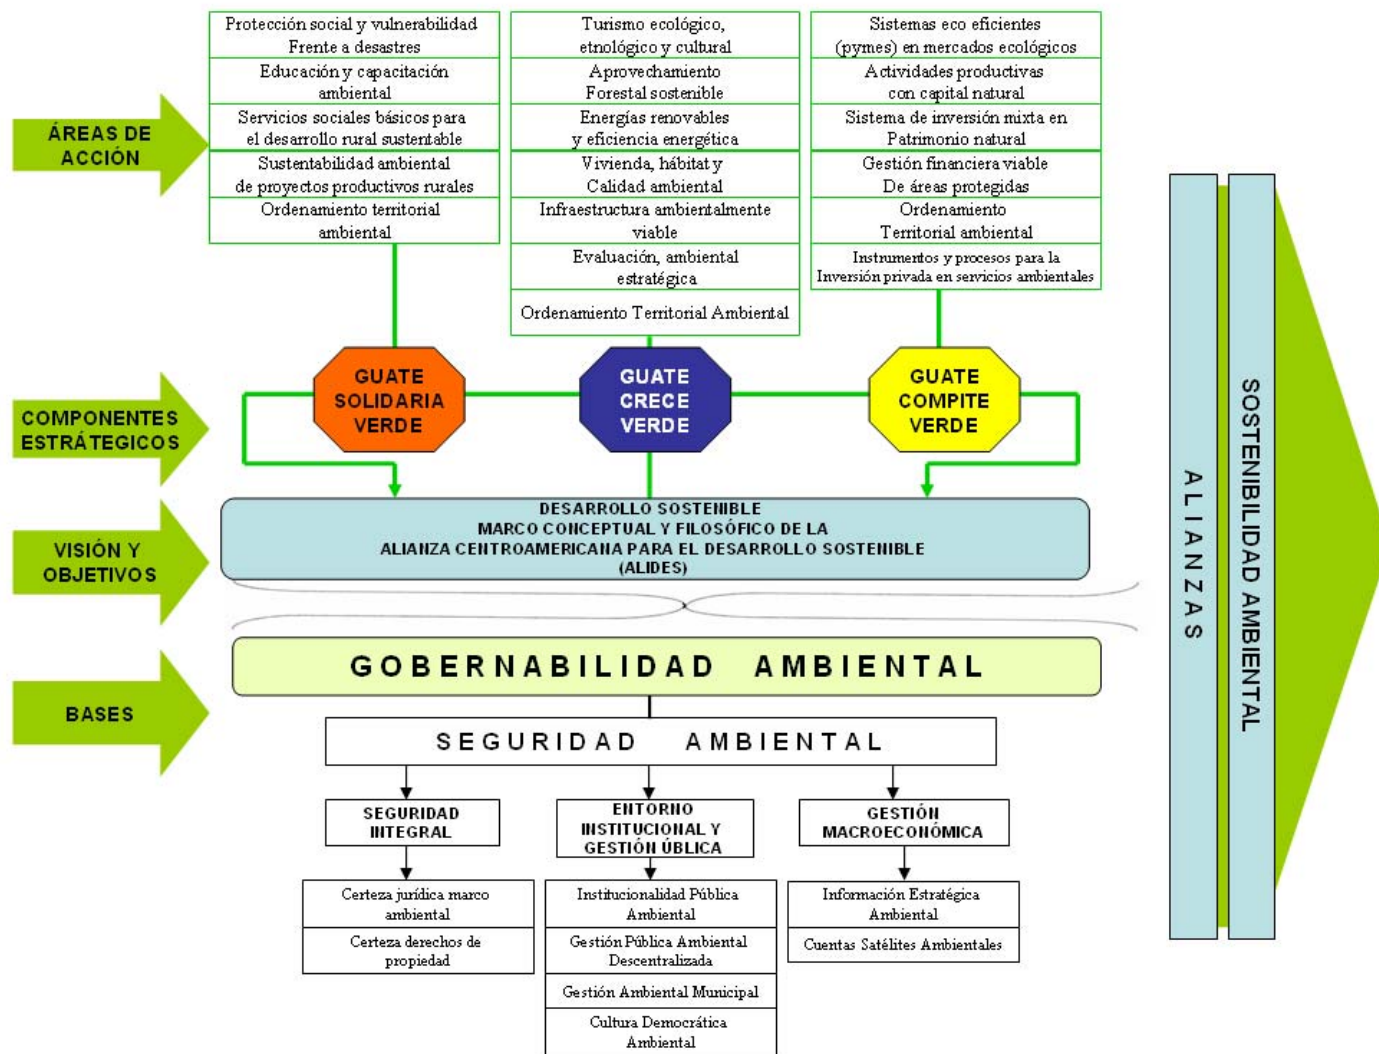 ÁREAS DE
ACCIÓN
Protección social y vulnerabilidad
Frente a desastres
Educación y capacitación
ambiental
Servicios sociales básicos para
el desarrollo rural sustentable
Sustentabilidad ambiental
de proyectos productivos rurales
Ordenamiento territorial
ambiental
Turismo ecológico,
etnológico y cultural
Aprovechamiento
Forestal sostenible
Energías renovables
y eficiencia energética
Vivienda, hábitat y
Calidad ambiental
Infraestructura ambientalmente
viable
Evaluación, ambiental
estratégica
Ordenamiento Territorial Ambiental
Sistemas eco eficientes
(pymes) en mercados ecológicos
Actividades productivas
con capital natural
Sistema de inversión mixta en
Patrimonio natural
Gestión financiera viable
De áreas protegidas
Ordenamiento
Territorial ambiental
Instrumentos y procesos para la
Inversión privada en servicios ambientales
COMPONENTES
ESTRÁTEGICOS
GUATE
SOLIDARIA
VERDE
GUATE
CRECE
VERDE
GUATE
COMPITE
VERDE
VISIÓN Y
OBJETIVOS
DESARROLLO SOSTENIBLE
MARCO CONCEPTUAL Y FILOSÓFICO DE LA
ALIANZA CENTROAMERICANA PARA EL DESARROLLO SOSTENIBLE
(ALIDES)
BASES
GOBERNABILIDAD AMBIENTAL
SEGURIDAD AMBIENTAL
SEGURIDAD
INTEGRAL
Certeza jurídica marco
ambiental
Certeza derechos de
propiedad
ENTORNO
INSTITUCIONAL Y
GESTIÓN ÚBLICA
Institucionalidad Pública
Ambiental
Gestión Pública Ambiental
Descentralizada
Gestión Ambiental Municipal
Cultura Democrática
Ambiental
GESTIÓN
MACROECONÓMICA
Información Estratégica
Ambiental
Cuentas Satélites Ambientales
ALIANZAS
SOSTENIBILIDAD AMBIENTAL